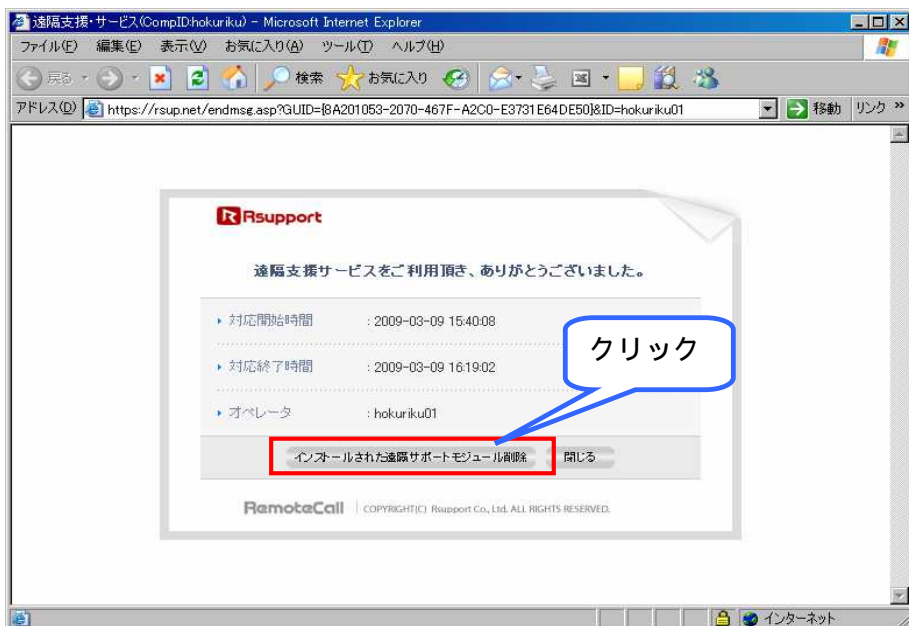 遠隔支援・サービス(CompID:hokuriku) - Microsoft Internet Explorer
ファイル(F) 編集(E) 表示(V) お気に入り(A) ツール(T) ヘルプ(H)
戻る 検索 お気に入り
アドレス(D) https://rsup.net/endmsg.asp?GUID={8A201053-2070-467F-A2C0-E3731E64DE50}&ID=hokuriku01 移動 リンク »
Rsupport
遠隔支援サービスをご利用頂き、ありがとうございました。
対応開始時間 : 2009-03-09 15:40:08
クリック
対応終了時間 : 2009-03-09 16:19:02
オペレータ : hokuriku01
インストールされた遠隔サポートモジュール削除 閉じる
RemoteCall COPYRIGHT(C) Rsupport Co., Ltd. ALL RIGHTS RESERVED.
インターネット